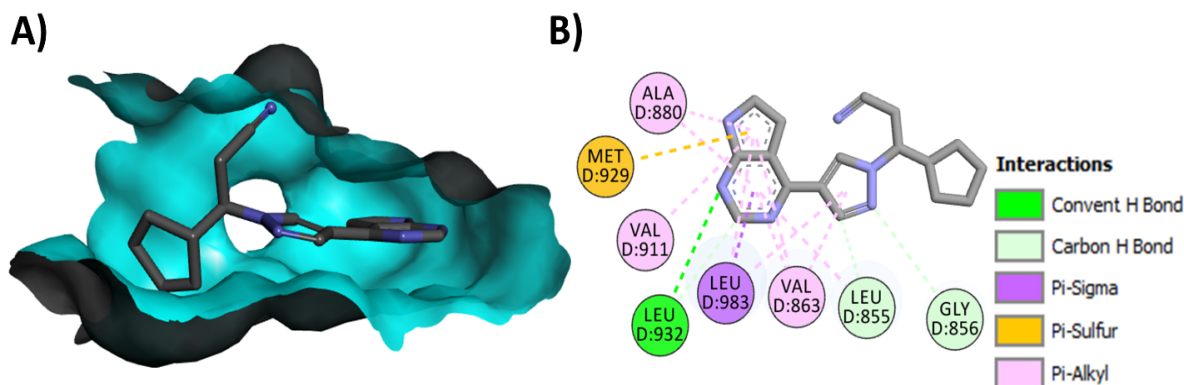 A)
B)
ALA
D:880
MET
D:929
VAL
D:911
LEU
D:932
LEU
D:983
VAL
D:863
LEU
D:855
GLY
D:856
Interactions
Convent H Bond
Carbon H Bond
Pi-Sigma
Pi-Sulfur
Pi-Alkyl